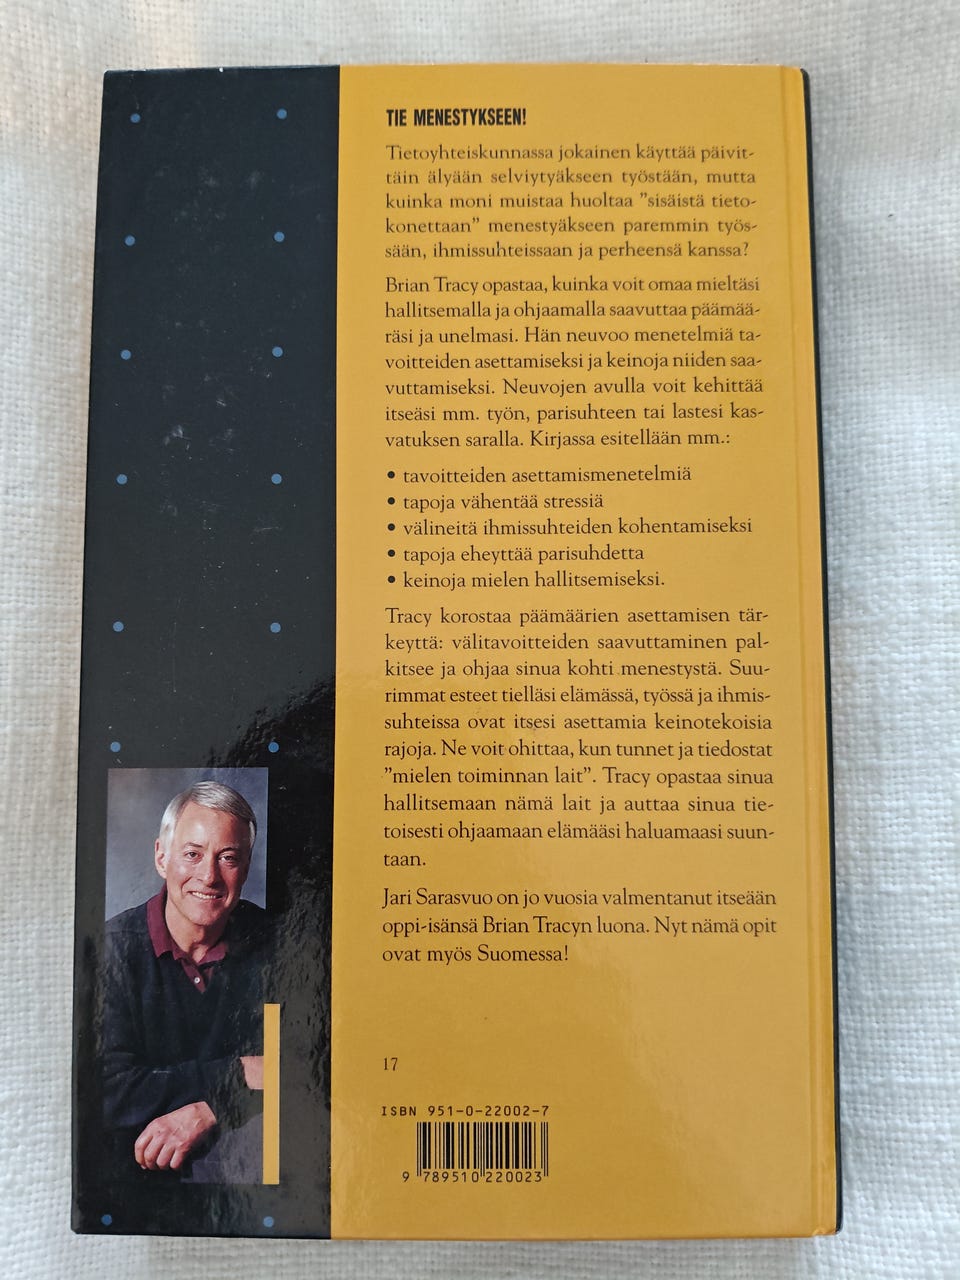 TIE MENESTYKSEEN!
Tietoyhteiskunnassa jokainen käyttää päivit-
täin älyään selviytyäkseen työstään, mutta
kuinka moni muistaa huoltaa ”sisäistä tieto-
konettaan” menestyäkseen paremmin työs-
sään, ihmissuhteissaan ja perheensä kanssa?
Brian Tracy opastaa, kuinka voit omaa mieltäsi
hallitsemalla ja ohjaamalla saavuttaa päämää-
räsi ja unelmasi. Hän neuvoo menetelmiä ta-
voitteiden asettamiseksi ja keinoja niiden saa-
vuttamiseksi. Neuvojen avulla voit kehittää
itseäsi mm. työn, parisuhteen tai lastesi kas-
vatuksen saralla. Kirjassa esitellään mm.:
• tavoitteiden asettamismenetelmiä
• tapoja vähentää stressiä
• välineitä ihmissuhteiden kohentamiseksi
• tapoja eheyttää parisuhdetta
• keinoja mielen hallitsemiseksi.
Tracy korostaa päämäärien asettamisen tär-
keyttä: välitavoitteiden saavuttaminen pal-
kitsee ja ohjaa sinua kohti menestystä. Suu-
rimmat esteet tielläsi elämässä, työssä ja ihmis-
suhteissa ovat itsesi asettamia keinotekoisia
rajoja. Ne voit ohittaa, kun tunnet ja tiedostat
”mielen toiminnan lait”. Tracy opastaa sinua
hallitsemaan nämä lait ja auttaa sinua tie-
toisesti ohjaamaan elämääsi haluamaasi suun-
taan.
Jari Sarasvuo on jo vuosia valmentanut itseään
oppi-isänsä Brian Tracyn luona. Nyt nämä opit
ovat myös Suomessa!
17
ISBN 951-0-22002-7
9 789510 220023